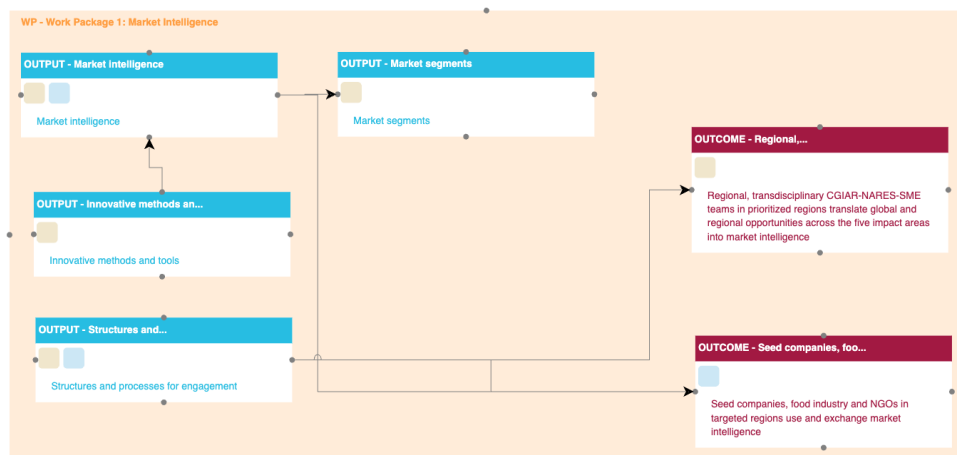 WP - Work Package 1: Market Intelligence
OUTPUT - Market intelligence
Market intelligence
OUTPUT - Market segments
Market segments
OUTCOME - Regional,...
Regional, transdisciplinary CGIAR-NARES-SME
teams in prioritized regions translate global and
regional opportunities across the five impact areas
into market intelligence
OUTPUT - Innovative methods an...
Innovative methods and tools
OUTPUT - Structures and...
Structures and processes for engagement
OUTCOME - Seed companies, foo...
Seed companies, food industry and NGOs in
targeted regions use and exchange market
intelligence